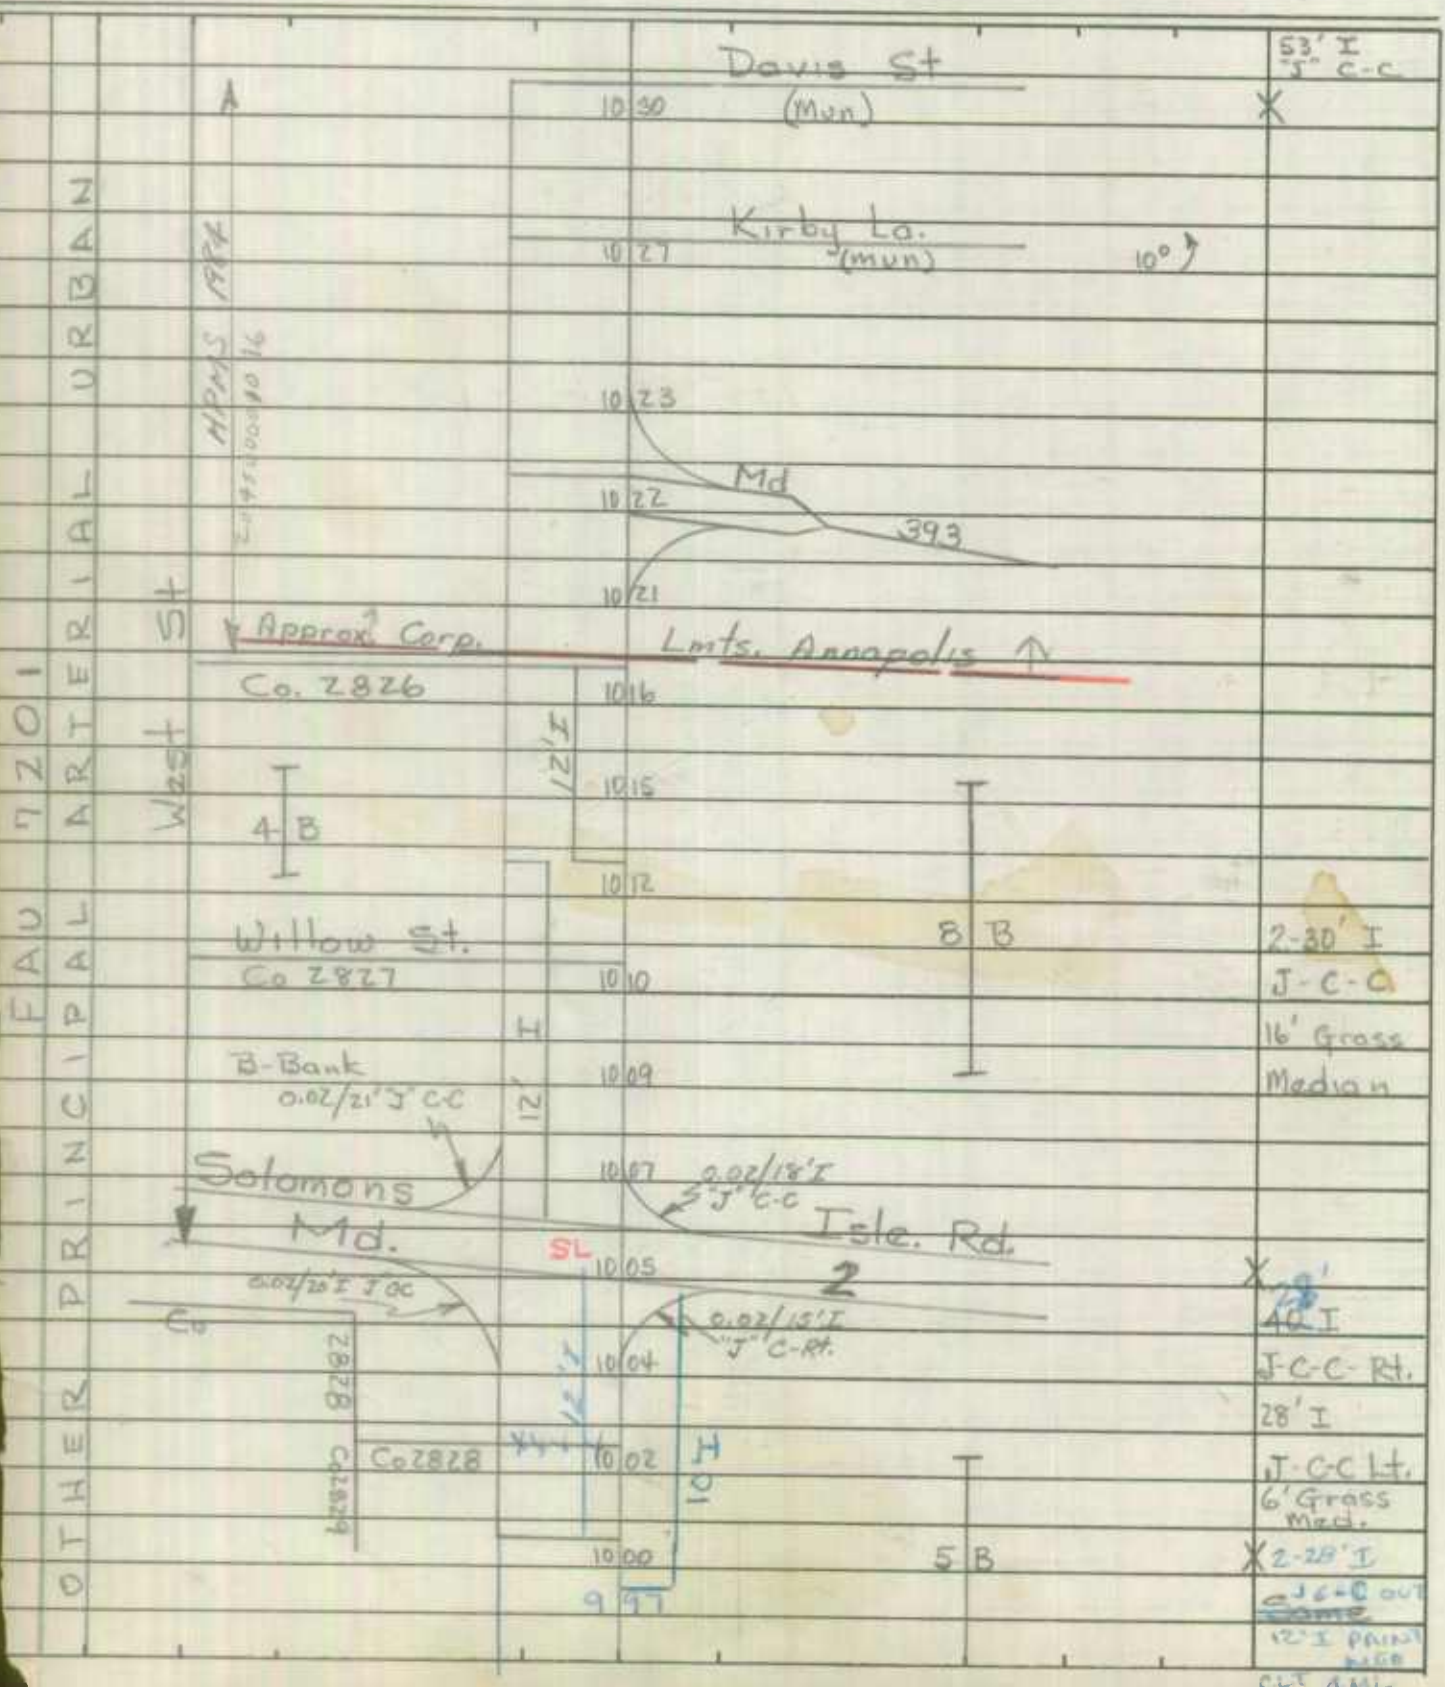 53' I
"J" C-C
Davis St
10 30
(Mun)
X
Kirby La.
10 27
(mun)
10°
HPMS 1984
10 23
Md
10 22
393
10 21
Approx. Corp. Lmts. Annapolis
Co. 2826
10 16
12' I
10 15
4 B
10 12
Willow St.
8 B
2-30' I
Co 2827
10 10
J-C-C
16' Grass
Median
B-Bank
0.02/21' "J" C-C
12' I
10 09
Solomons
10 07
0.02/18' I
"J" C-C
Isle. Rd.
Md.
SL
10 05
2
X
0.02/20' I J CC
28'
40 I
Co
0.02/15' I
"J" C-Rt.
2828
12' I
10 04
J-C-C-Rt.
28' I
Co 2828
10 02
10 I
J-C-C Lt.
Co 2829
6' Grass
Med.
10 00
5 B
X 2-28' I
9 97
Same
12' I PAINT
FAU 7201
OTHER PRINCIPAL ARTERIAL URBAN
West St